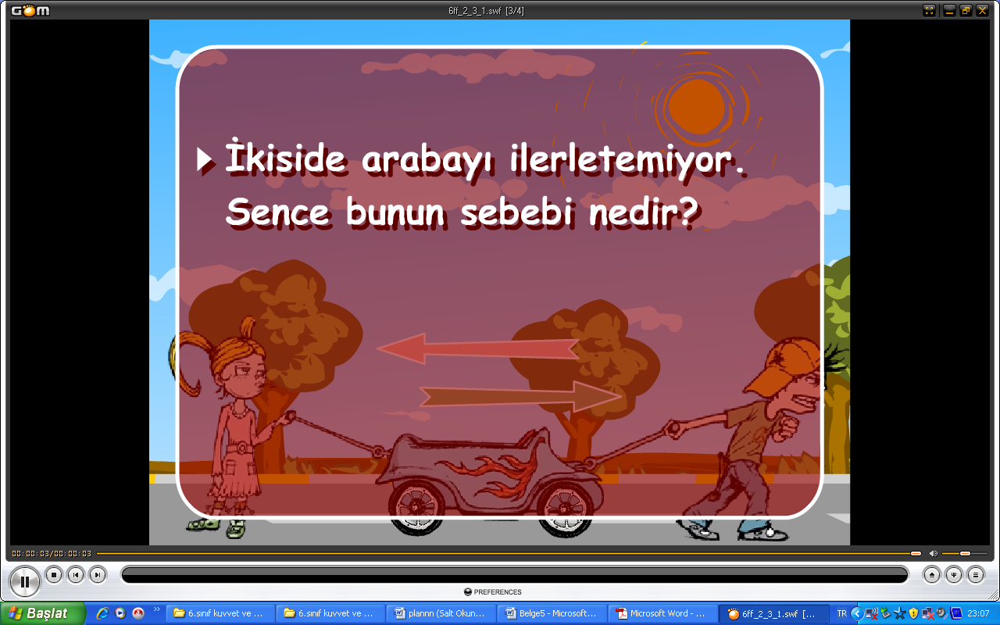 GOM
6ff_2_3_1.swf [3/4]
İkiside arabayı ilerletemiyor.
Sence bunun sebebi nedir?
00:00:03/00:00:03
PREFERENCES
Başlat
6.sınıf kuvvet ve ...
6.sınıf kuvvet ve ...
plannn (Salt Okun...
Belge5 - Microsoft...
Microsoft Word - ...
6ff_2_3_1.swf [...
TR
23:07